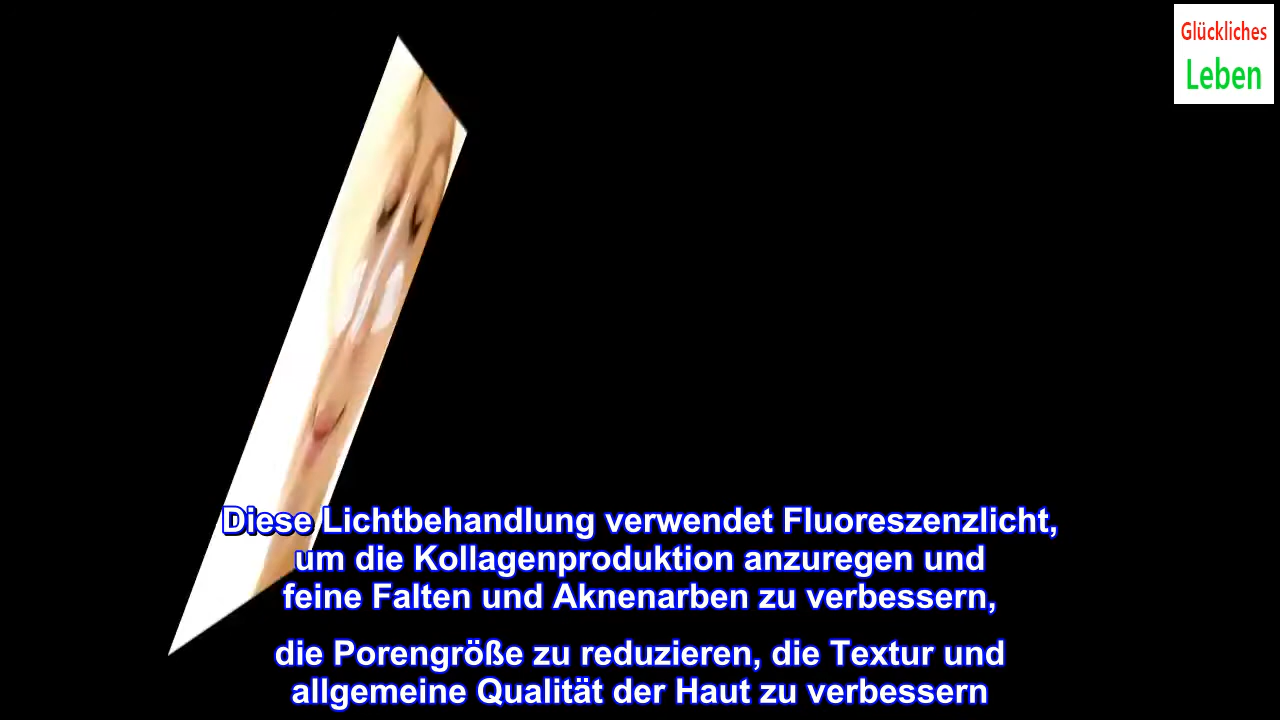 Glückliches
Leben
Diese Lichtbehandlung verwendet Fluoreszenzlicht,
um die Kollagenproduktion anzuregen und
feine Falten und Aknenarben zu verbessern,
die Porengröße zu reduzieren, die Textur und
allgemeine Qualität der Haut zu verbessern